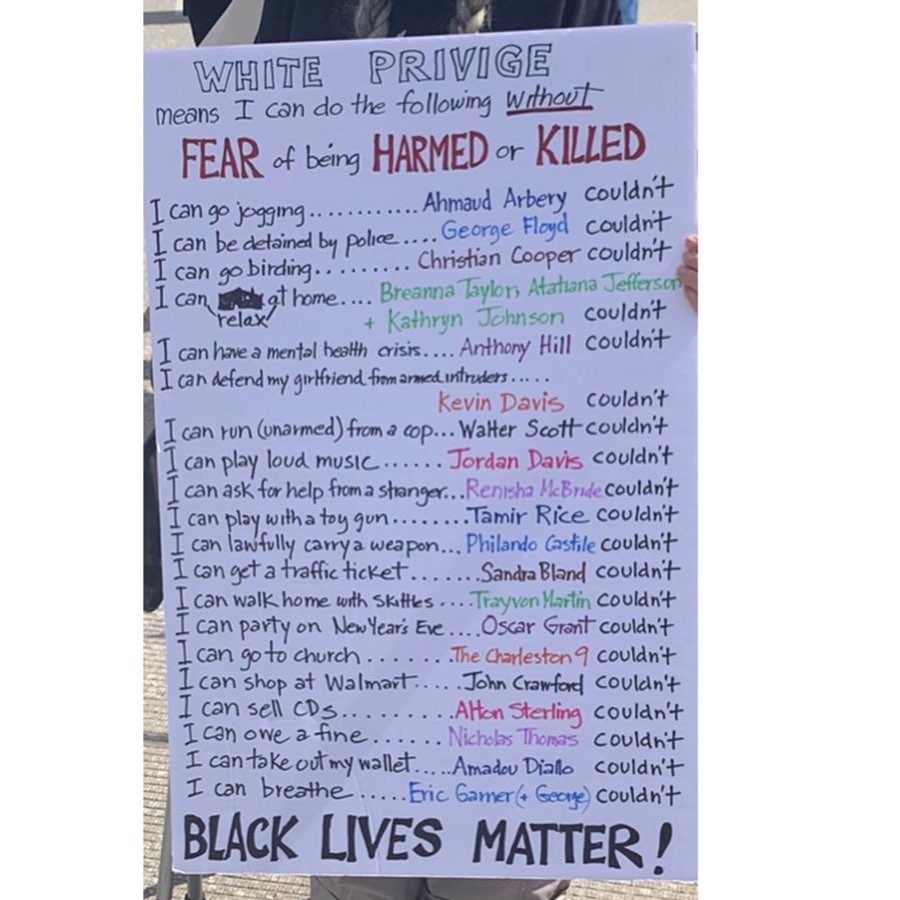 WHITE PRIVIGE
means I can do the following without
FEAR of being HARMED or KILLED
I can go jogging............ Ahmaud Arbery couldn't
I can be detained by police.... George Floyd couldn't
I can go birding......... Christian Cooper couldn't
I can relax at home.... Breanna Taylor, Atatiana Jefferson
+ Kathryn Johnson couldn't
I can have a mental health crisis.... Anthony Hill couldn't
I can defend my girlfriend from armed intruders.....
Kevin Davis couldn't
I can run (unarmed) from a cop... Walter Scott couldn't
I can play loud music...... Jordan Davis couldn't
I can ask for help from a stranger... Renisha McBride couldn't
I can play with a toy gun........ Tamir Rice couldn't
I can lawfully carry a weapon... Philando Castile couldn't
I can get a traffic ticket....... Sandra Bland couldn't
I can walk home with Skittles .... Trayvon Martin couldn't
I can party on New Year's Eve.... Oscar Grant couldn't
I can go to church........ The Charleston 9 couldn't
I can shop at Walmart..... John Crawford couldn't
I can sell CDs.......... Alton Sterling couldn't
I can owe a fine....... Nicholas Thomas couldn't
I can take out my wallet..... Amadou Diallo couldn't
I can breathe..... Eric Garner (+ George) couldn't
BLACK LIVES MATTER!